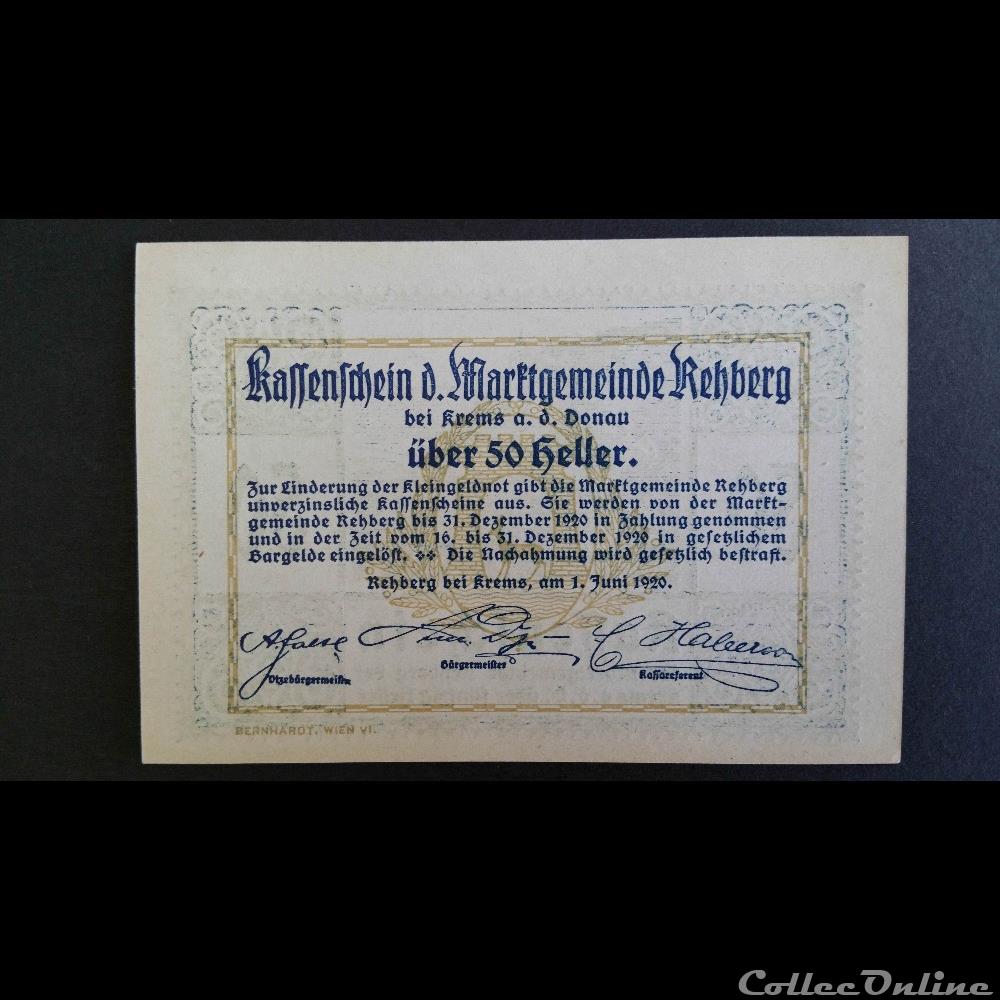 Kassenschein d. Marktgemeinde Rehberg
bei Krems a. d. Donau
über 50 Heller.
Zur Linderung der Kleingeldnot gibt die Marktgemeinde Rehberg
unverzinsliche Kassenscheine aus. Sie werden von der Markt-
gemeinde Rehberg bis 31. Dezember 1920 in Zahlung genommen
und in der Zeit vom 16. bis 31. Dezember 1920 in gesetzlichem
Bargelde eingelöst. ❖❖ Die Nachahmung wird gesetzlich bestraft.
Rehberg bei Krems, am 1. Juni 1920.
Vizebürgermeister
Bürgermeister
Kassareferent
BERNHARDT, WIEN VI.
CollecOnline